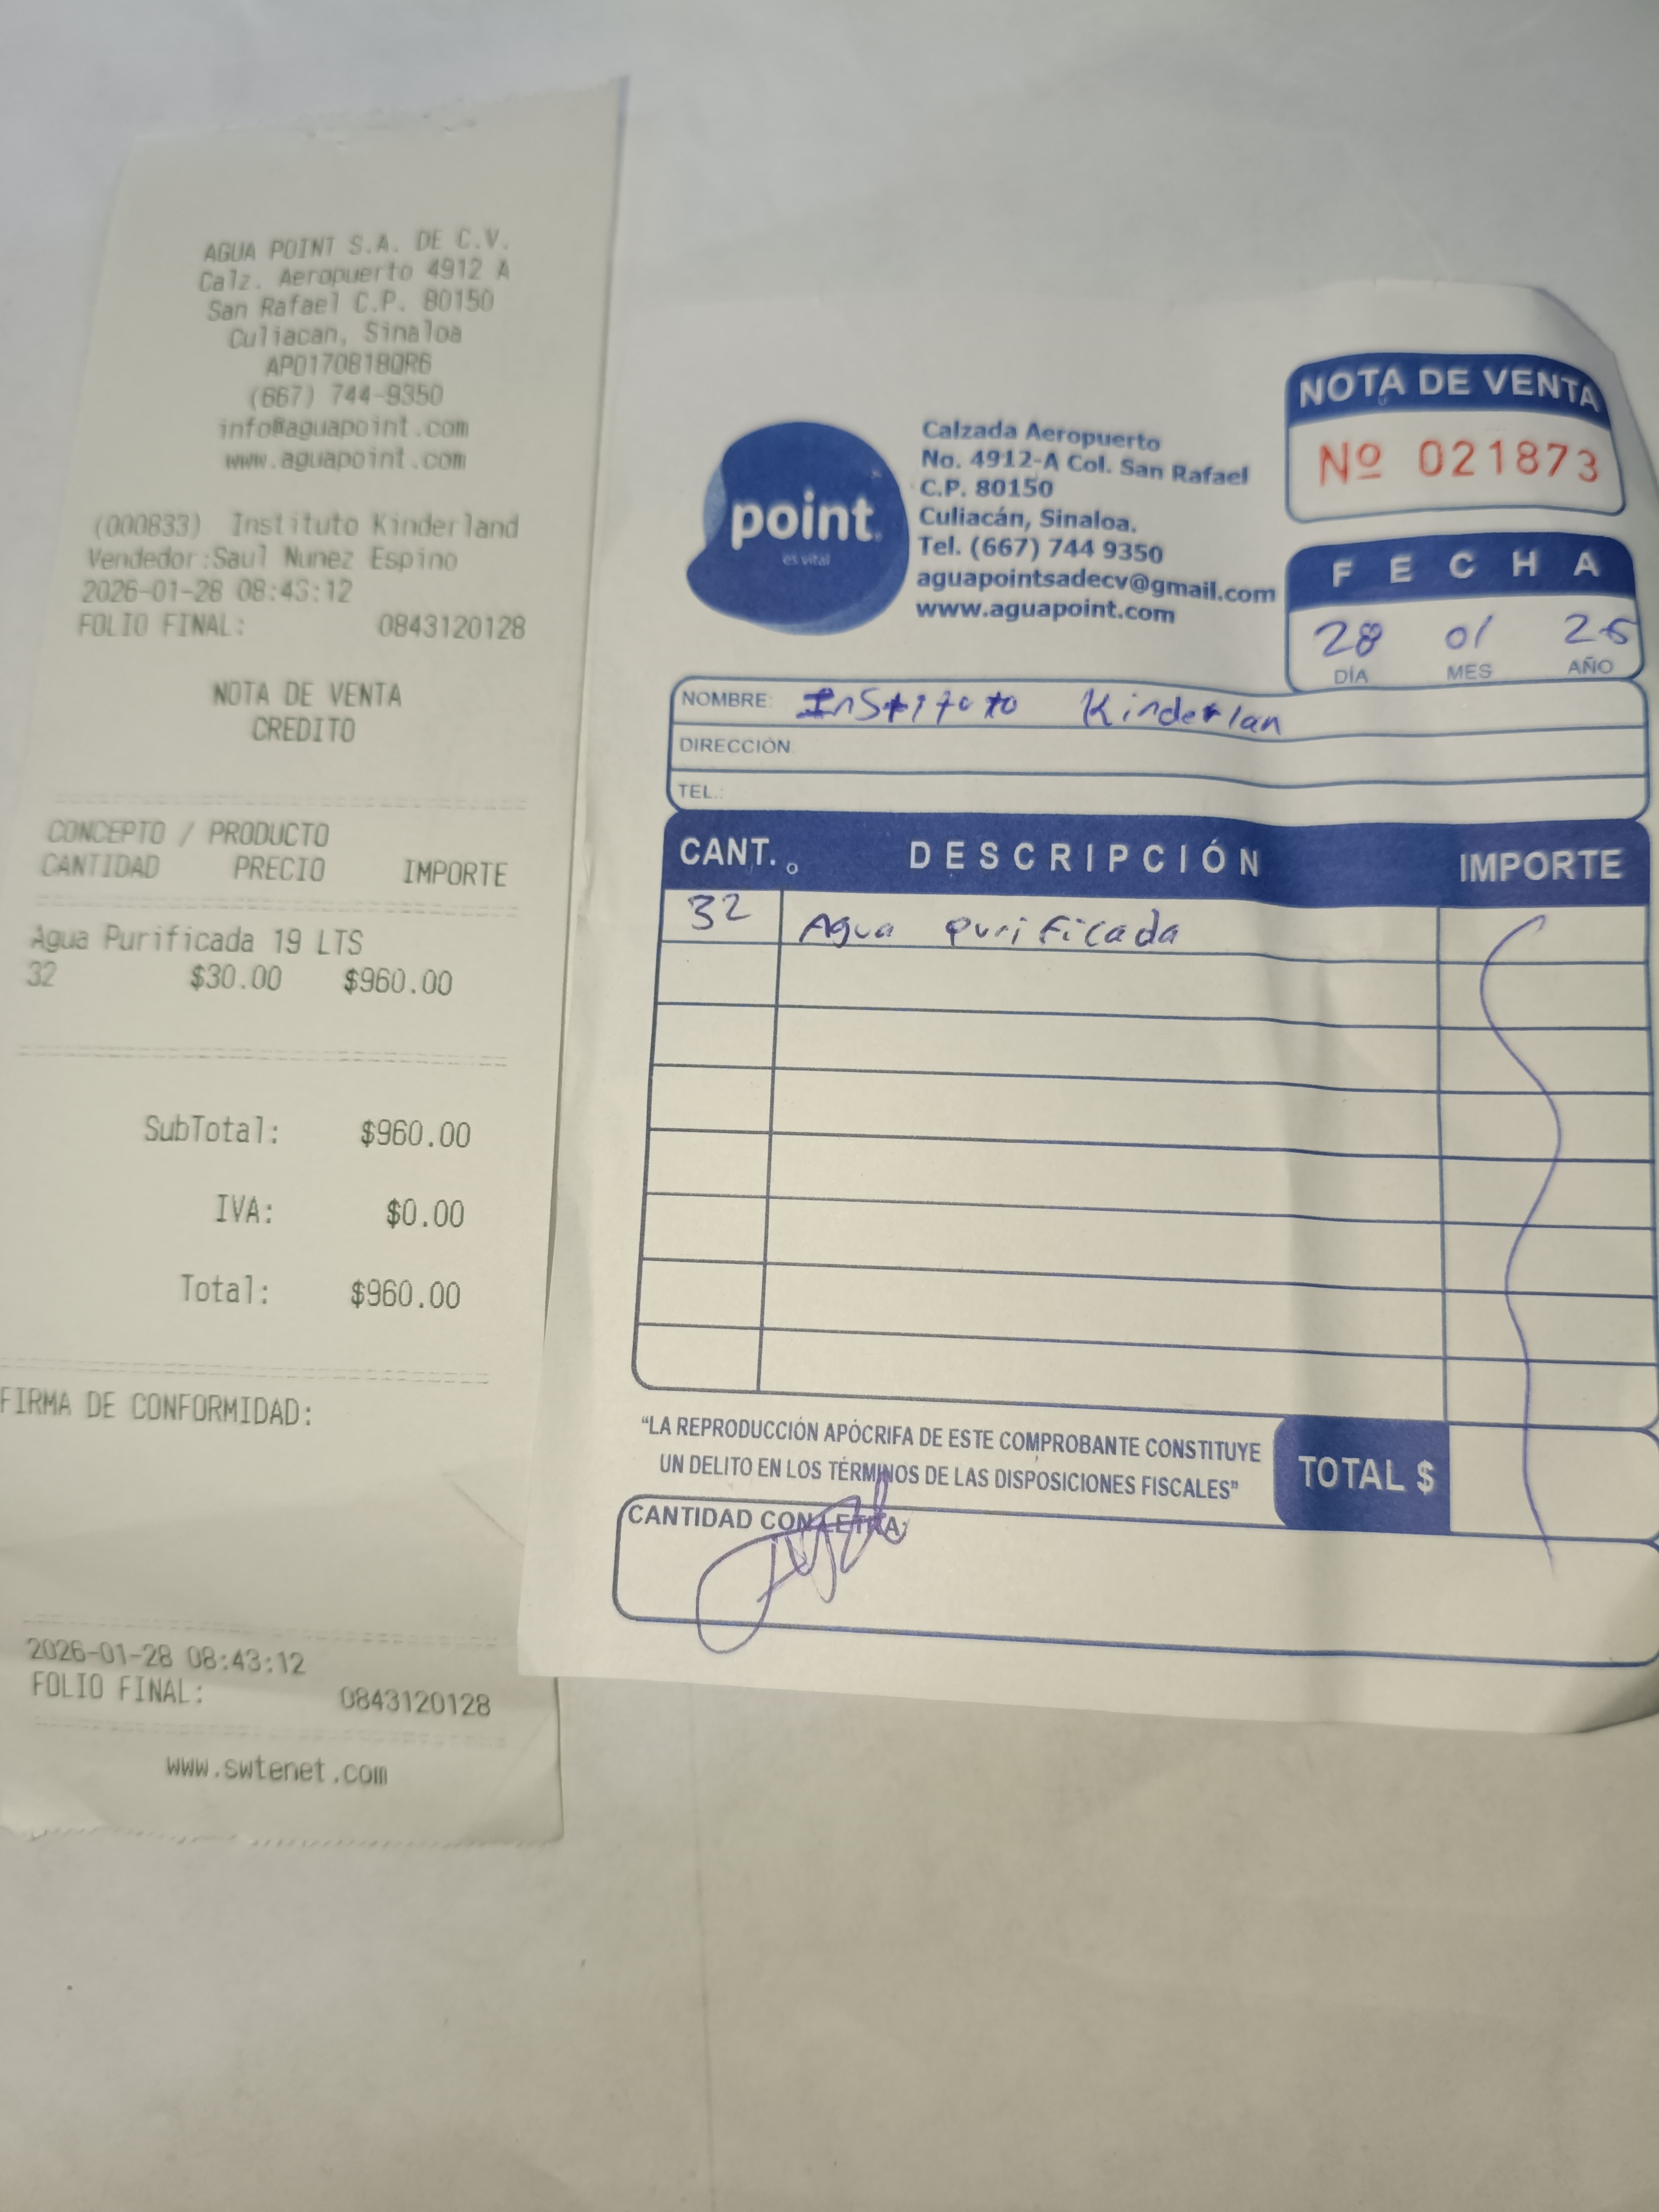 AGUA POINT S.A. DE C.V.
Calz. Aeropuerto 4912 A
San Rafael C.P. 80150
Culiacan, Sinaloa
APO170818QR6
(667) 744-9350
info@aguapoint.com
www.aguapoint.com
(000833) Instituto Kinderland
Vendedor:Saul Nunez Espino
2026-01-28 08:43:12
FOLIO FINAL: 0843120128
NOTA DE VENTA
CREDITO
CONCEPTO / PRODUCTO
CANTIDAD PRECIO IMPORTE
Agua Purificada 19 LTS
32 $30.00 $960.00
SubTotal: $960.00
IVA: $0.00
Total: $960.00
FIRMA DE CONFORMIDAD:
2026-01-28 08:43:12
FOLIO FINAL: 0843120128
www.swtenet.com
point
es vital
Calzada Aeropuerto
No. 4912-A Col. San Rafael
C.P. 80150
Culiacán, Sinaloa.
Tel. (667) 744 9350
aguapointsadecv@gmail.com
www.aguapoint.com
NOTA DE VENTA
Nº 021873
FECHA
28 01
DÍA MES AÑO
NOMBRE: Instituto Kinderlan
DIRECCIÓN
TEL.:
CANT. DESCRIPCIÓN IMPORTE
32 Agua purificada
"LA REPRODUCCIÓN APÓCRIFA DE ESTE COMPROBANTE CONSTITUYE
UN DELITO EN LOS TÉRMINOS DE LAS DISPOSICIONES FISCALES"
TOTAL $
CANTIDAD CON LETRA: